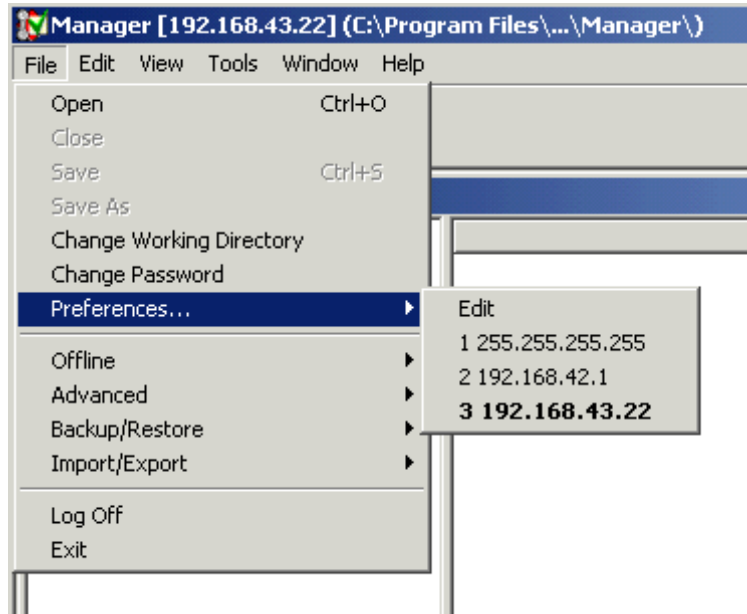 Manager [192.168.43.22] (C:\Program Files\...\Manager\)
File Edit View Tools Window Help
Open Ctrl+O
Close
Save Ctrl+S
Save As
Change Working Directory
Change Password
Preferences...
Edit
1 255.255.255.255
2 192.168.42.1
3 192.168.43.22
Offline
Advanced
Backup/Restore
Import/Export
Log Off
Exit